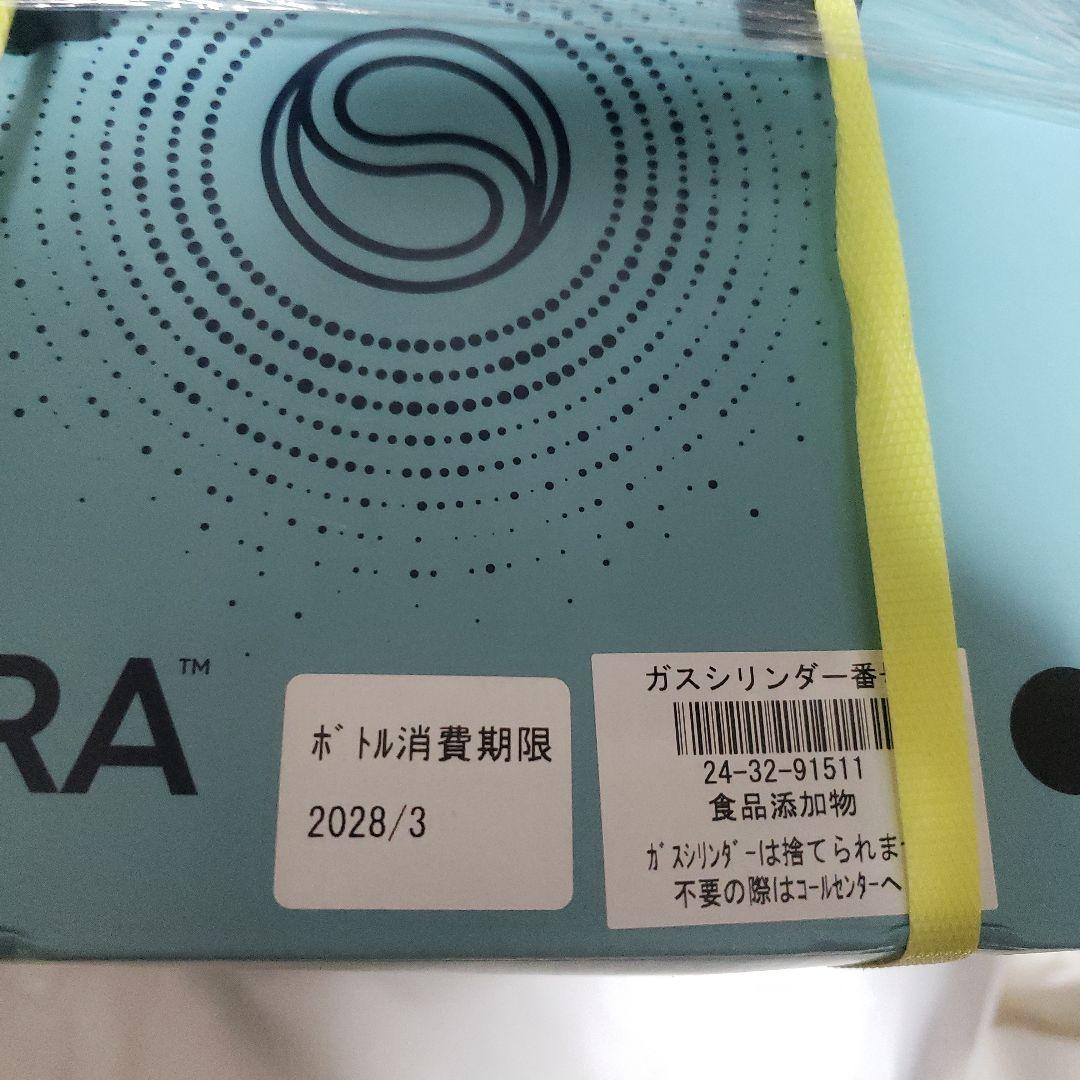 RA™
ﾎﾞﾄﾙ消費期限
2028/3
ガスシリンダー番
24-32-91511
食品添加物
ｶﾞｽｼﾘﾝﾀﾞｰは捨てられま
不要の際はｺｰﾙｾﾝﾀｰへ